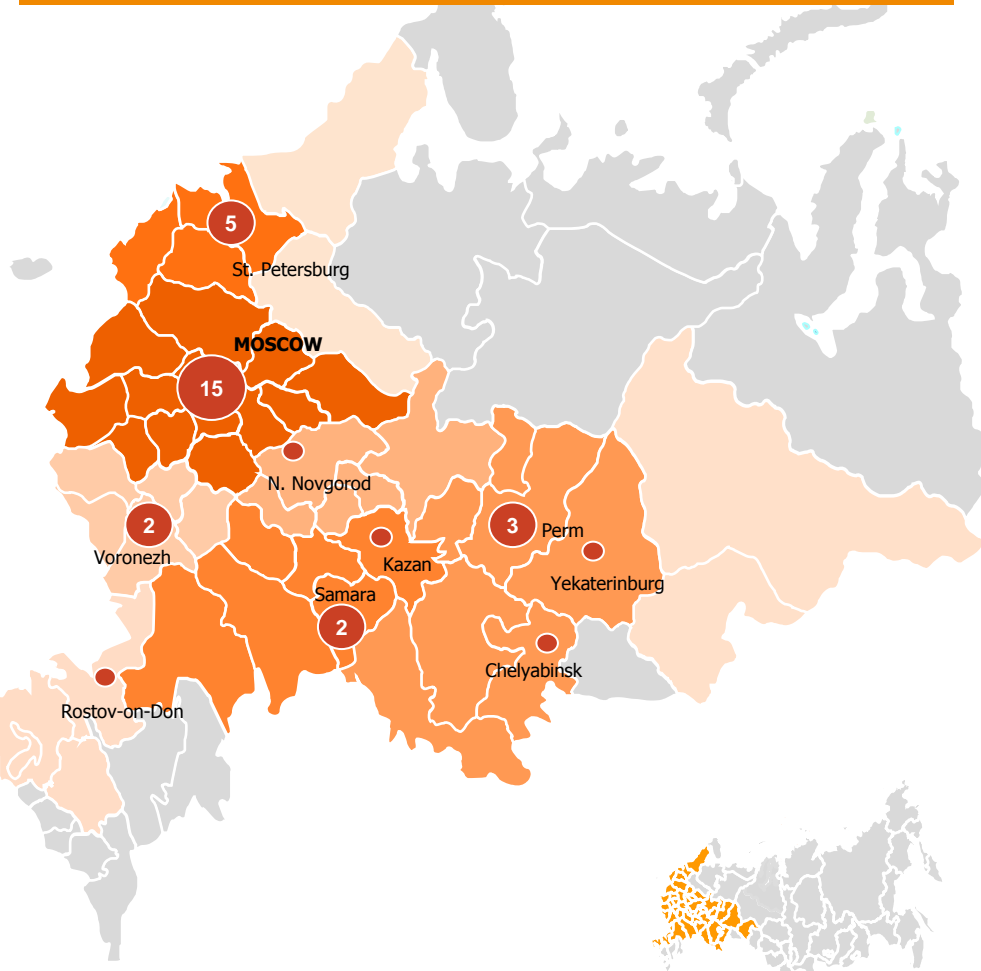 5
St. Petersburg
MOSCOW
15
N. Novgorod
2
Voronezh
3
Perm
Kazan
Yekaterinburg
Samara
2
Chelyabinsk
Rostov-on-Don